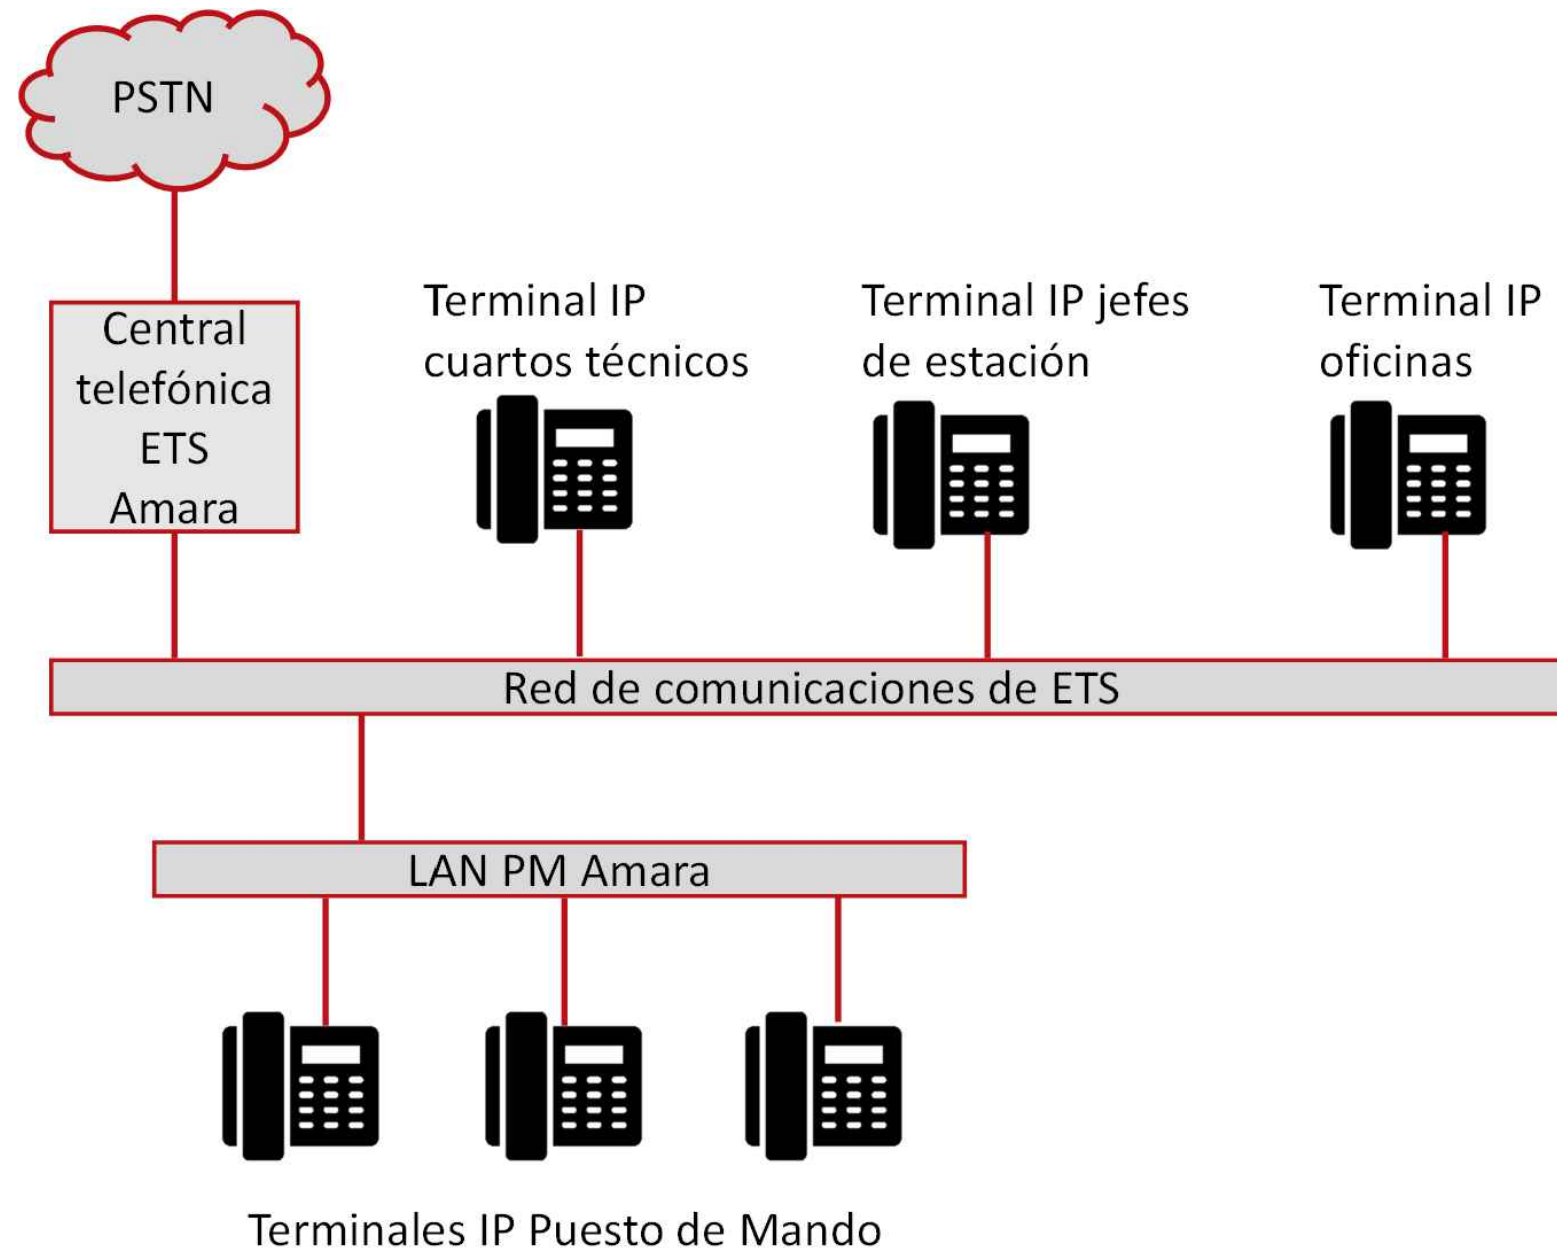 PSTN
Central
telefónica
ETS
Amara
Terminal IP
cuartos técnicos
Terminal IP jefes
de estación
Terminal IP
oficinas
Red de comunicaciones de ETS
LAN PM Amara
Terminales IP Puesto de Mando